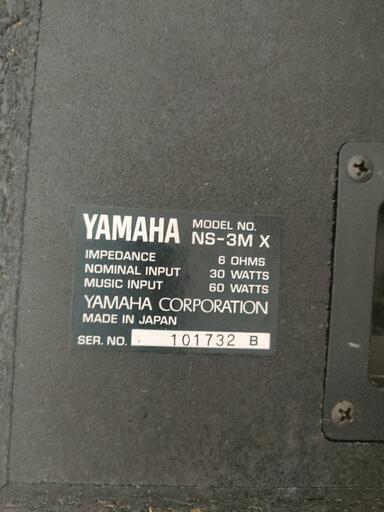 YAMAHA MODEL NO. NS-3M X
IMPEDANCE 6 OHMS
NOMINAL INPUT 30 WATTS
MUSIC INPUT 60 WATTS
YAMAHA CORPORATION
MADE IN JAPAN
SER. NO. 101732 B